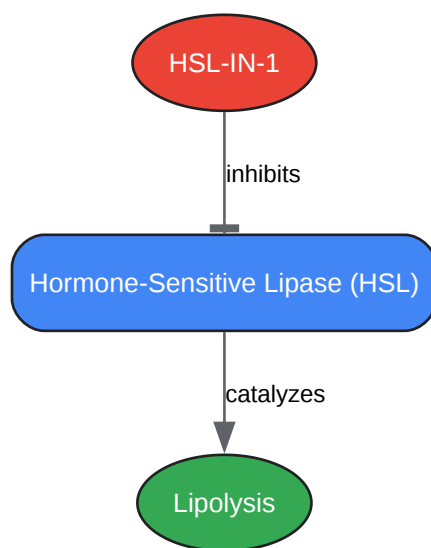 HSL-IN-1
inhibits
Hormone-Sensitive Lipase (HSL)
catalyzes
Lipolysis